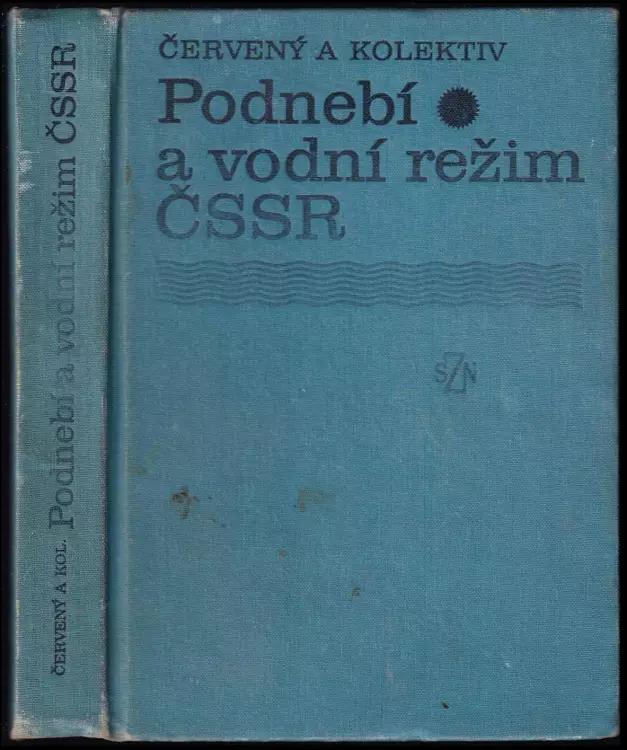 ČERVENÝ A KOLEKTIV
Podnebí
a vodní režim
ČSSR
SZN
ČERVENÝ A KOL. Podnebí a vodní režim ČSSR